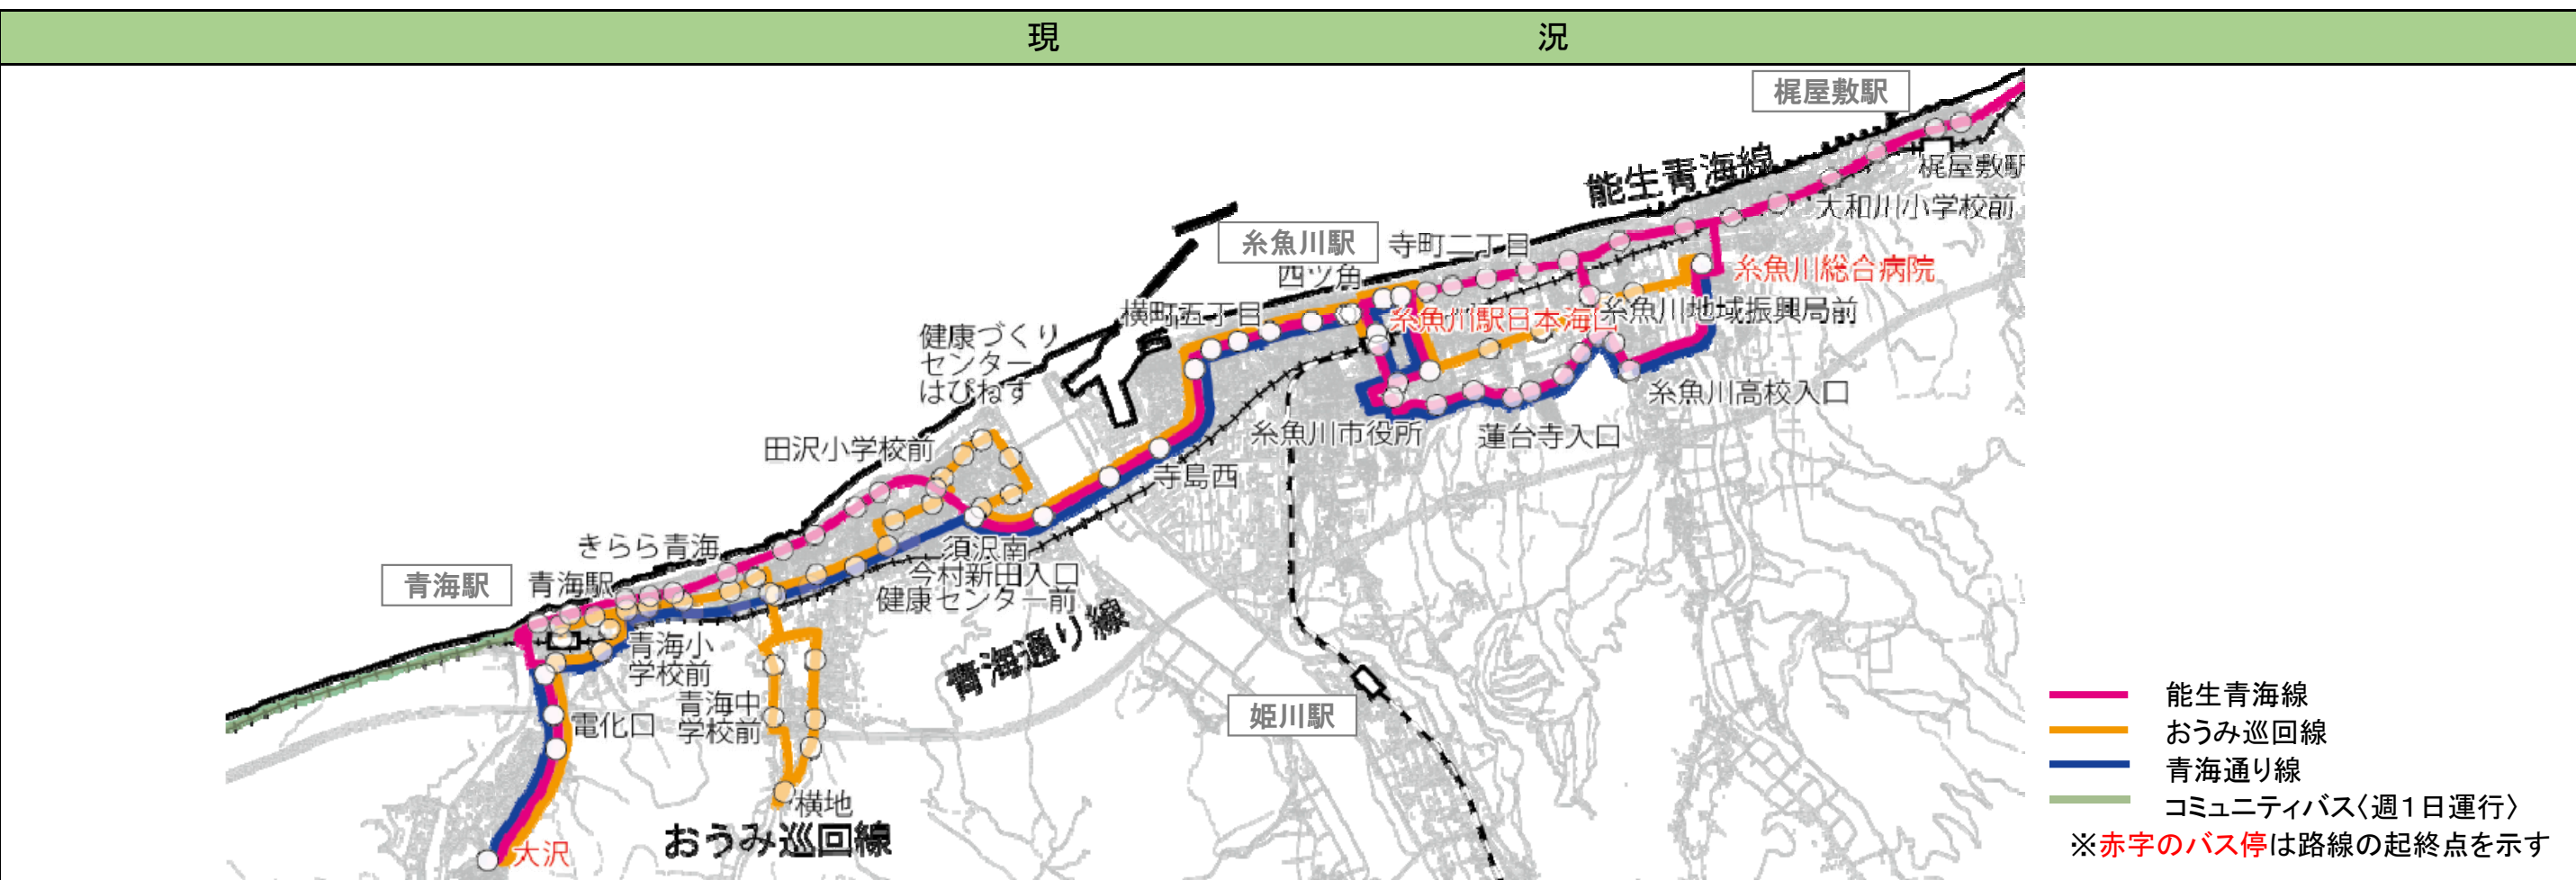 現 況
梶屋敷駅
能生青海線
梶屋敷駅
大和川小学校前
糸魚川駅
寺町二丁目
四ツ角
糸魚川総合病院
横町五丁目
糸魚川駅日本海口
糸魚川地域振興局前
健康づくり
センター
はぴねす
糸魚川高校入口
田沢小学校前
糸魚川市役所
蓮台寺入口
寺島西
きらら青海
須沢南
今村新田入口
健康センター前
青海駅
青海駅
青海通り線
青海小
学校前
青海中
学校前
電化口
姫川駅
横地
おうみ巡回線
大沢
能生青海線
おうみ巡回線
青海通り線
コミュニティバス〈週1日運行〉
※赤字のバス停は路線の起終点を示す